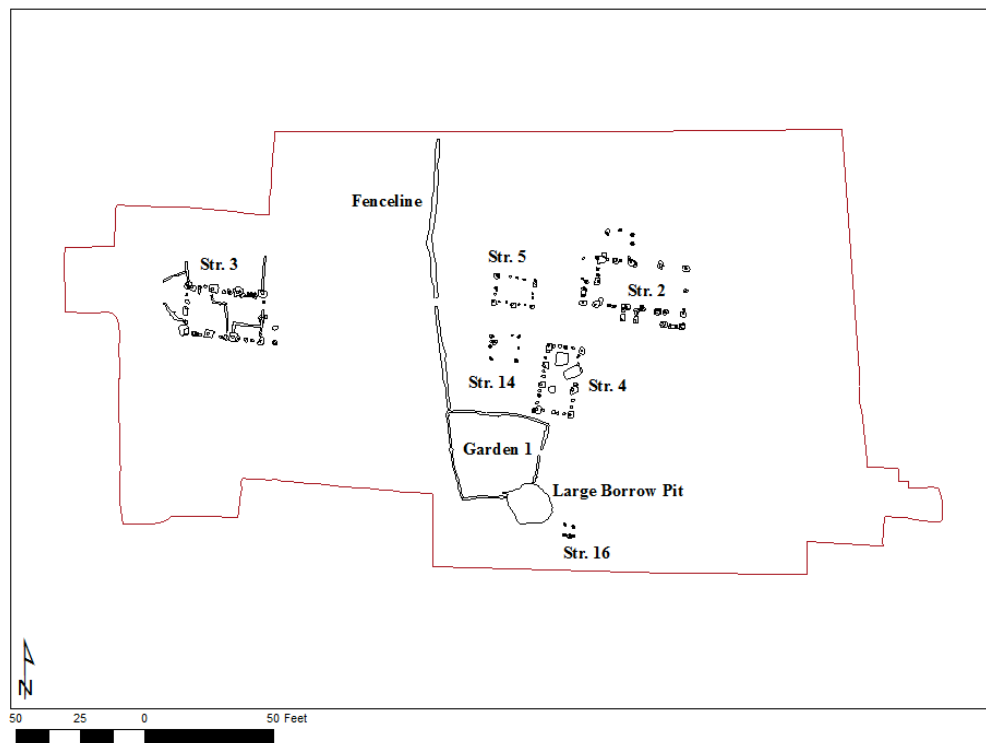 Fenceline
Str. 3
Str. 5
Str. 2
Str. 14
Str. 4
Garden 1
Large Borrow Pit
Str. 16
N
50 25 0 50 Feet